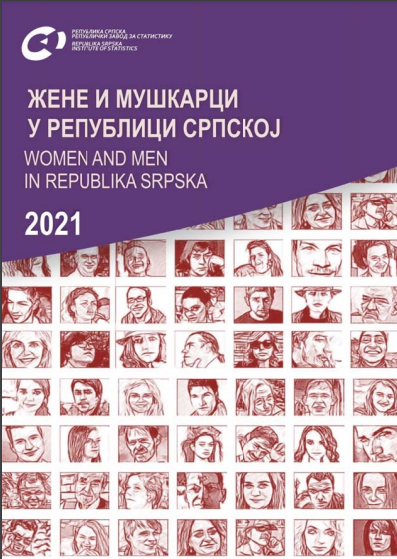 РЕПУБЛИКА СРПСКА
РЕПУБЛИЧКИ ЗАВОД ЗА СТАТИСТИКУ
REPUBLIKA SRPSKA
INSTITUTE OF STATISTICS
ЖЕНЕ И МУШКАРЦИ
У РЕПУБЛИЦИ СРПСКОЈ
WOMEN AND MEN
IN REPUBLIKA SRPSKA
2021